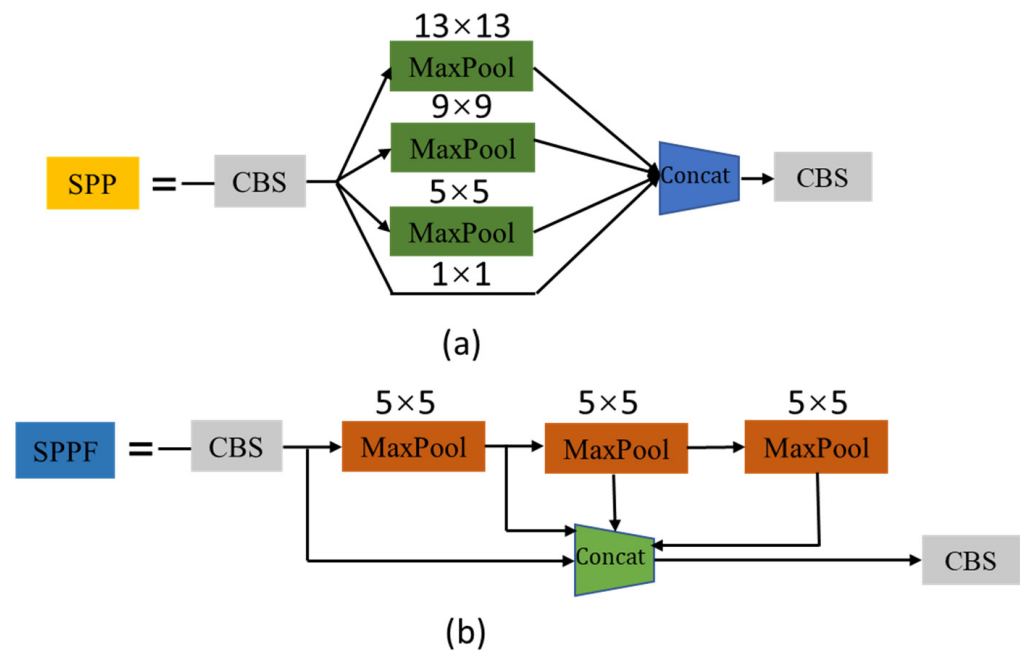 13×13
MaxPool
9×9
MaxPool
SPP = CBS Concat CBS
5×5
MaxPool
1×1
(a)
5×5 5×5 5×5
SPPF = CBS MaxPool MaxPool MaxPool
Concat CBS
(b)